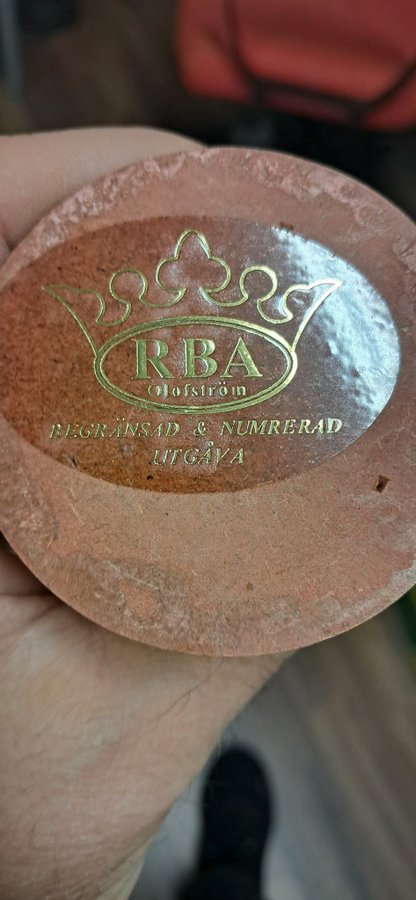 RBA
Olofström
BEGRÄNSAD & NUMRERAD
UTGÅVA